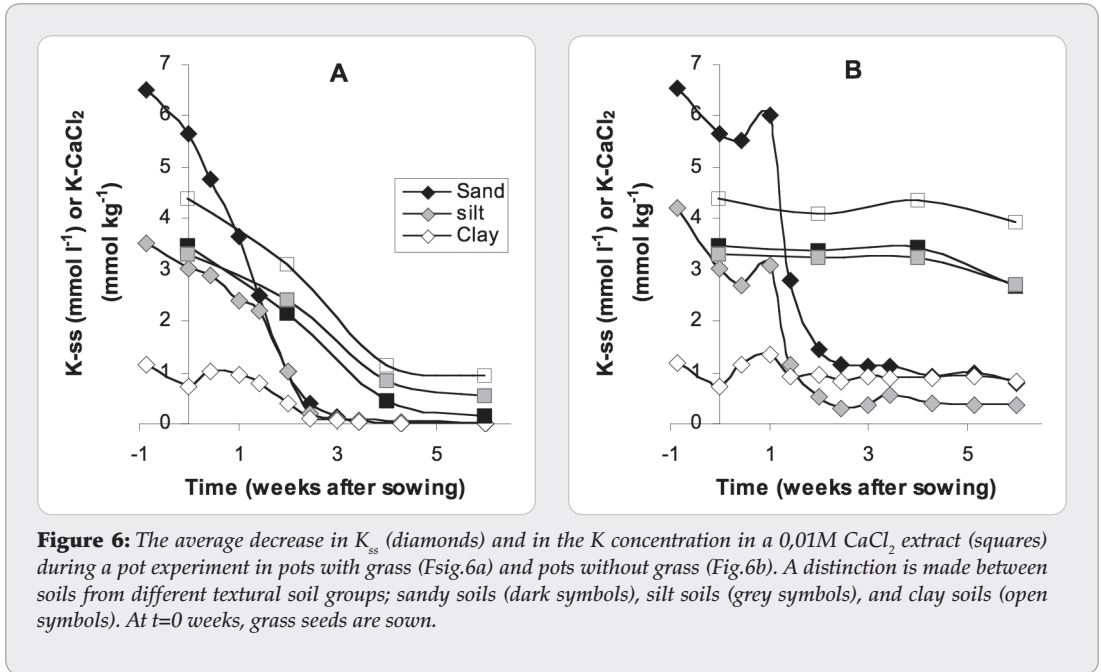 A
K-ss (mmol l⁻¹) or K-CaCl₂
(mmol kg⁻¹)
7
6
5
4
3
2
1
0
-1 1 3 5
Time (weeks after sowing)
Sand
silt
Clay
B
K-ss (mmol l⁻¹) or K-CaCl₂
(mmol kg⁻¹)
7
6
5
4
3
2
1
0
-1 1 3 5
Time (weeks after sowing)
Figure 6: The average decrease in Kₛₛ (diamonds) and in the K concentration in a 0,01M CaCl₂ extract (squares)
during a pot experiment in pots with grass (Fsig.6a) and pots without grass (Fig.6b). A distinction is made between
soils from different textural soil groups; sandy soils (dark symbols), silt soils (grey symbols), and clay soils (open
symbols). At t=0 weeks, grass seeds are sown.